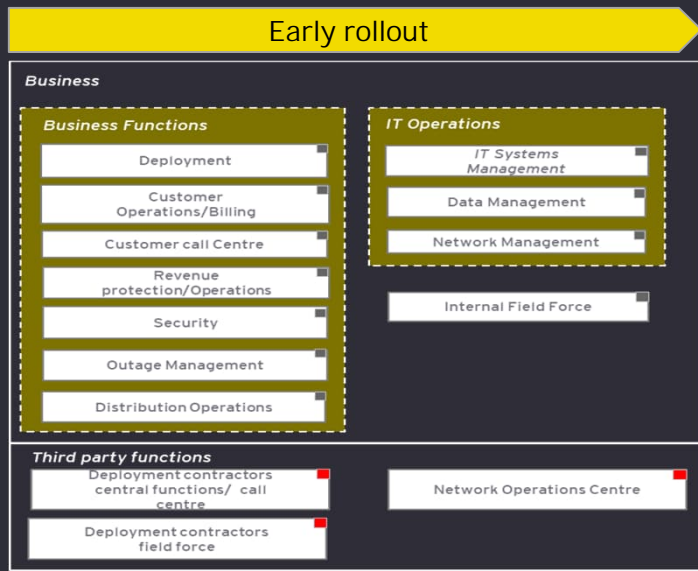 Early rollout
Business
Business Functions
Deployment
Customer
Operations/Billing
Customer call Centre
Revenue
protection/Operations
Security
Outage Management
Distribution Operations
IT Operations
IT Systems
Management
Data Management
Network Management
Internal Field Force
Third party functions
Deployment contractors
central functions/ call
centre
Deployment contractors
field force
Network Operations Centre